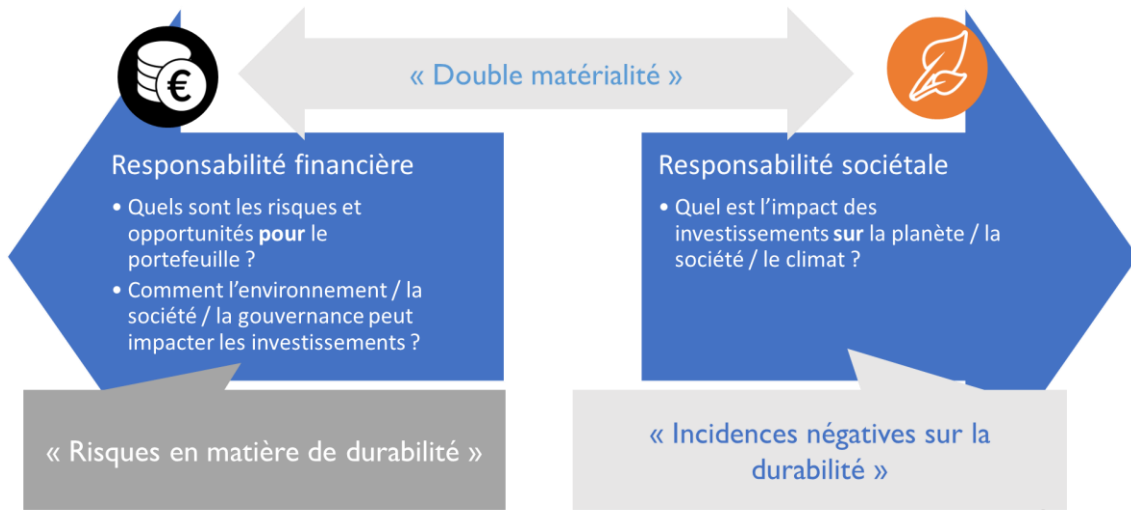 « Double matérialité »
€
Responsabilité financière
• Quels sont les risques et
opportunités pour le
portefeuille ?
• Comment l’environnement / la
société / la gouvernance peut
impacter les investissements ?
Responsabilité sociétale
• Quel est l’impact des
investissements sur la planète / la
société / le climat ?
« Risques en matière de durabilité »
« Incidences négatives sur la
durabilité »